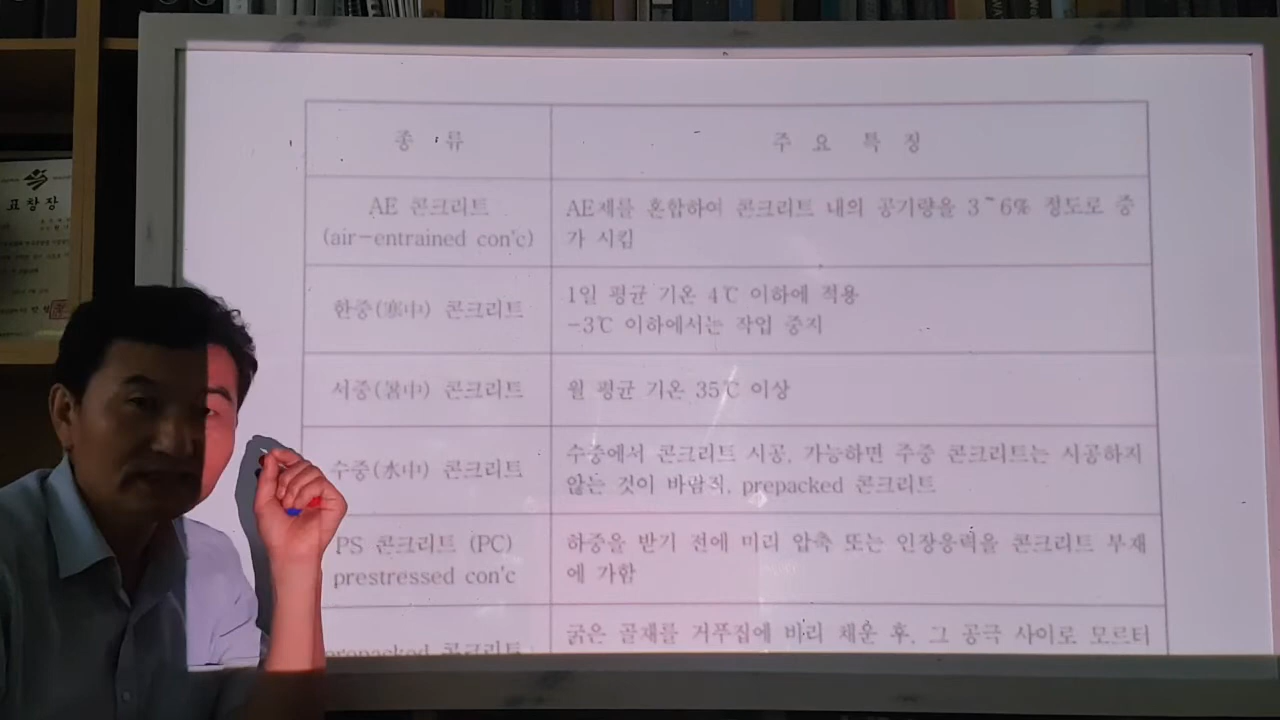 표창장
종 류
주 요 특 징
AE 콘크리트
(air-entrained con'c)
AE제를 혼합하여 콘크리트 내의 공기량을 3~6% 정도로 증
가 시킴
한중(寒中) 콘크리트
1일 평균 기온 4℃ 이하에 적용
-3℃ 이하에서는 작업 중지
서중(暑中) 콘크리트
월 평균 기온 35℃ 이상
수중(水中) 콘크리트
수중에서 콘크리트 시공, 가능하면 주중 콘크리트는 시공하지
않는 것이 바람직, prepacked 콘크리트
PS 콘크리트 (PC)
prestressed con'c
하중을 받기 전에 미리 압축 또는 인장응력을 콘크리트 부재
에 가함
prepacked 콘크리트
굵은 골재를 거푸집에 미리 채운 후, 그 공극 사이로 모르터